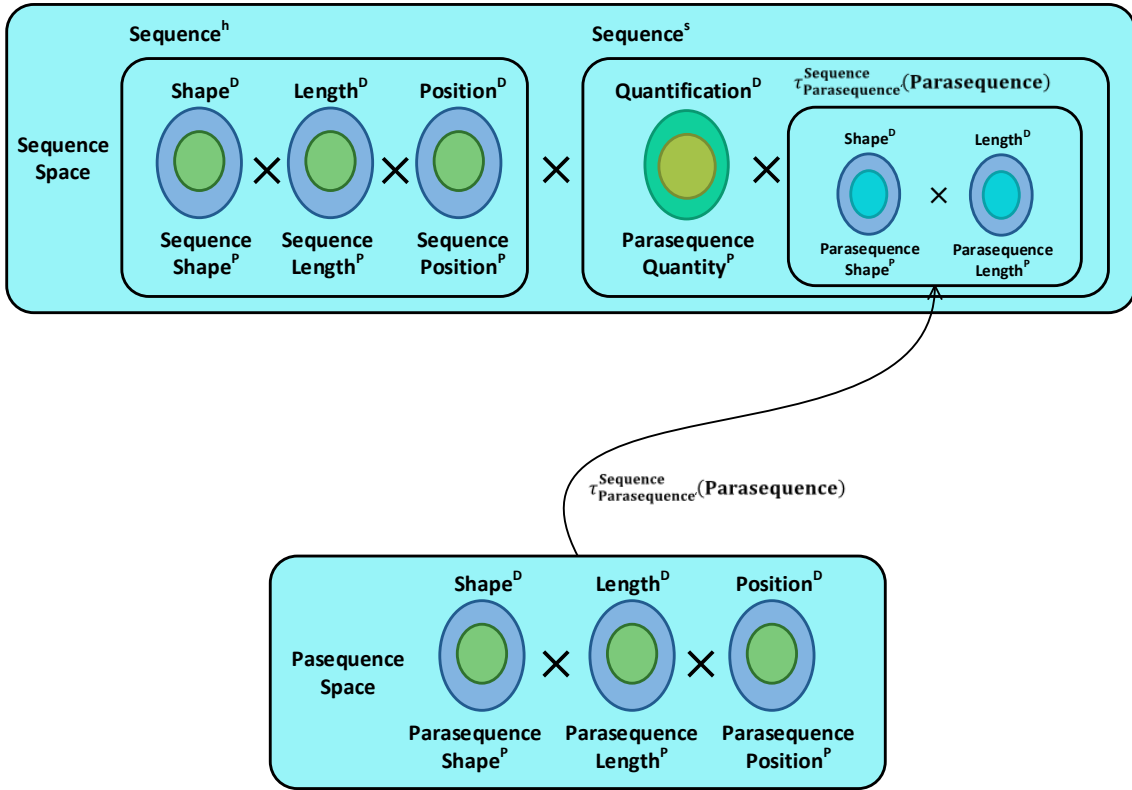 Sequence^h
Sequence^s
Shape^D
Length^D
Position^D
Quantification^D
τ^Sequence_Parasequence′(Parasequence)
Shape^D
Length^D
Sequence
Space
Sequence
Shape^P
Sequence
Length^P
Sequence
Position^P
Parasequence
Quantity^P
Parasequence
Shape^P
Parasequence
Length^P
τ^Sequence_Parasequence′(Parasequence)
Shape^D
Length^D
Position^D
Pasequence
Space
Parasequence
Shape^P
Parasequence
Length^P
Parasequence
Position^P